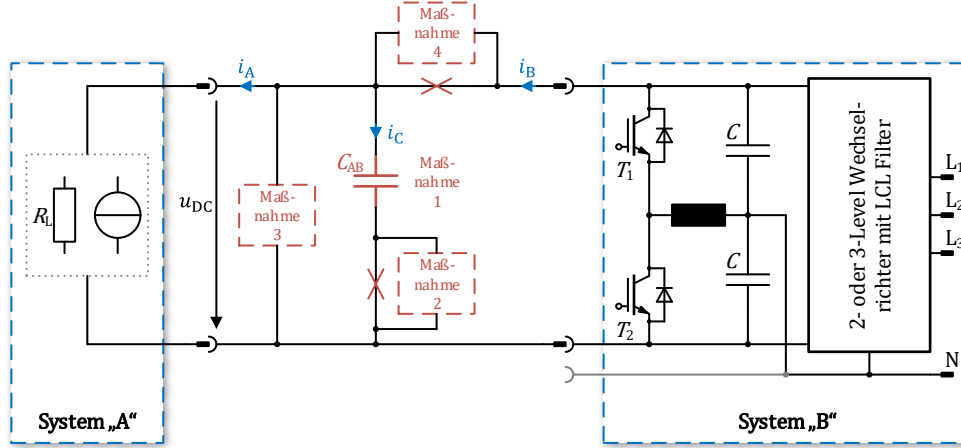 Maß-
nahme
4
i_A
i_B
i_C
C_AB
Maß-
nahme
1
R_L
u_DC
Maß-
nahme
3
Maß-
nahme
2
T_1
T_2
C
C
2- oder 3-Level Wechsel-
richter mit LCL Filter
L_1
L_2
L_3
N
System „A“
System „B“